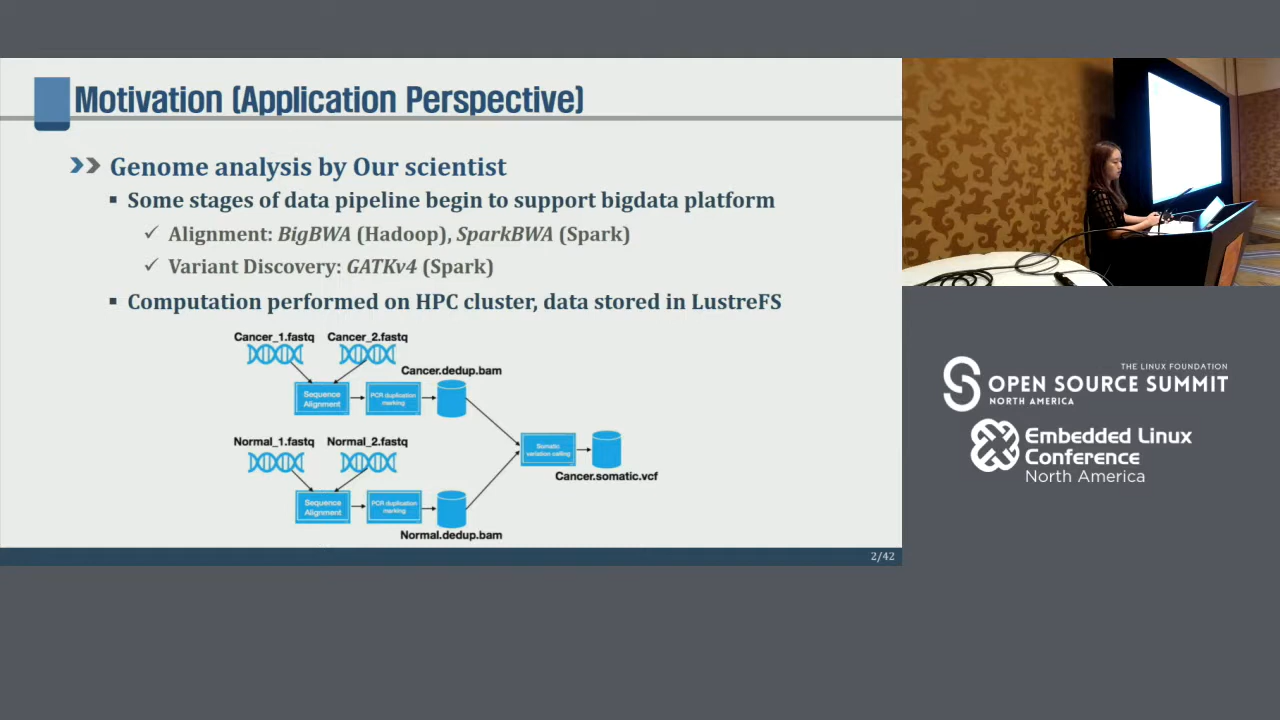 Motivation (Application Perspective)
Genome analysis by Our scientist
Some stages of data pipeline begin to support bigdata platform
Alignment: BigBWA (Hadoop), SparkBWA (Spark)
Variant Discovery: GATKv4 (Spark)
Computation performed on HPC cluster, data stored in LustreFS
Cancer_1.fastq
Cancer_2.fastq
Cancer.dedup.bam
Sequence
Alignment
PCR duplication
marking
Normal_1.fastq
Normal_2.fastq
Somatic
variation calling
Cancer.somatic.vcf
Sequence
Alignment
PCR duplication
marking
Normal.dedup.bam
2/42
THE LINUX FOUNDATION
OPEN SOURCE SUMMIT
NORTH AMERICA
Embedded Linux
Conference
North America